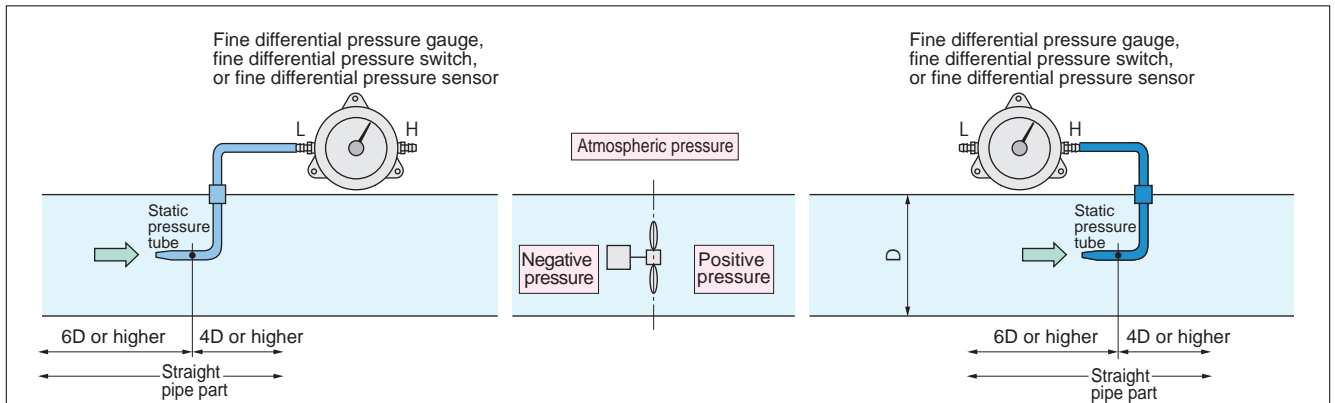 Fine differential pressure gauge,
fine differential pressure switch,
or fine differential pressure sensor
L
H
Static
pressure
tube
6D or higher
4D or higher
Straight
pipe part
Atmospheric pressure
Negative
pressure
Positive
pressure
Fine differential pressure gauge,
fine differential pressure switch,
or fine differential pressure sensor
L
H
D
Static
pressure
tube
6D or higher
4D or higher
Straight
pipe part